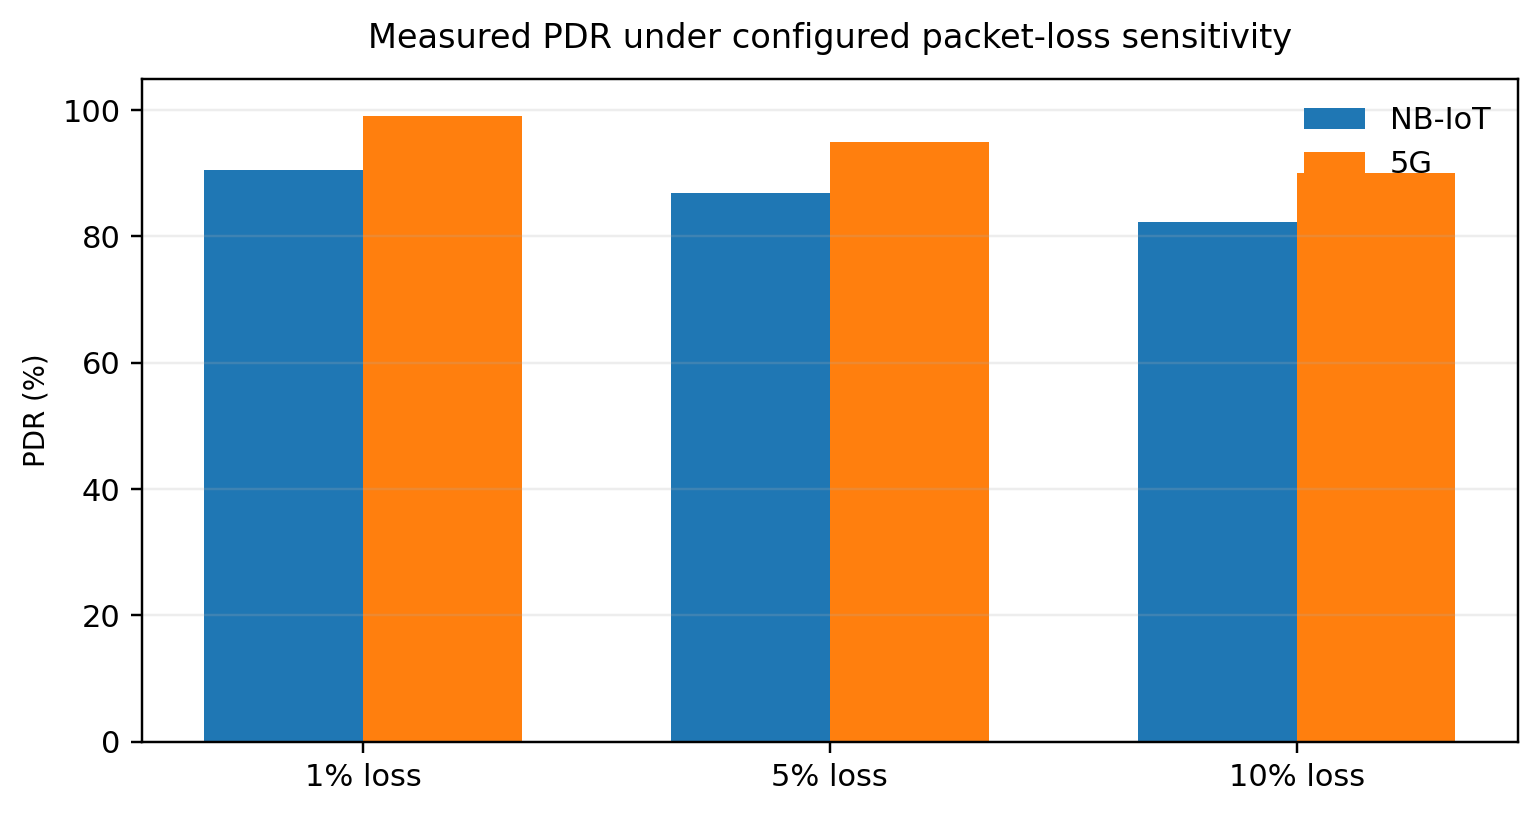 Measured PDR under configured packet-loss sensitivity
NB-IoT
5G
PDR (%)
100
80
60
40
20
0
1% loss
5% loss
10% loss